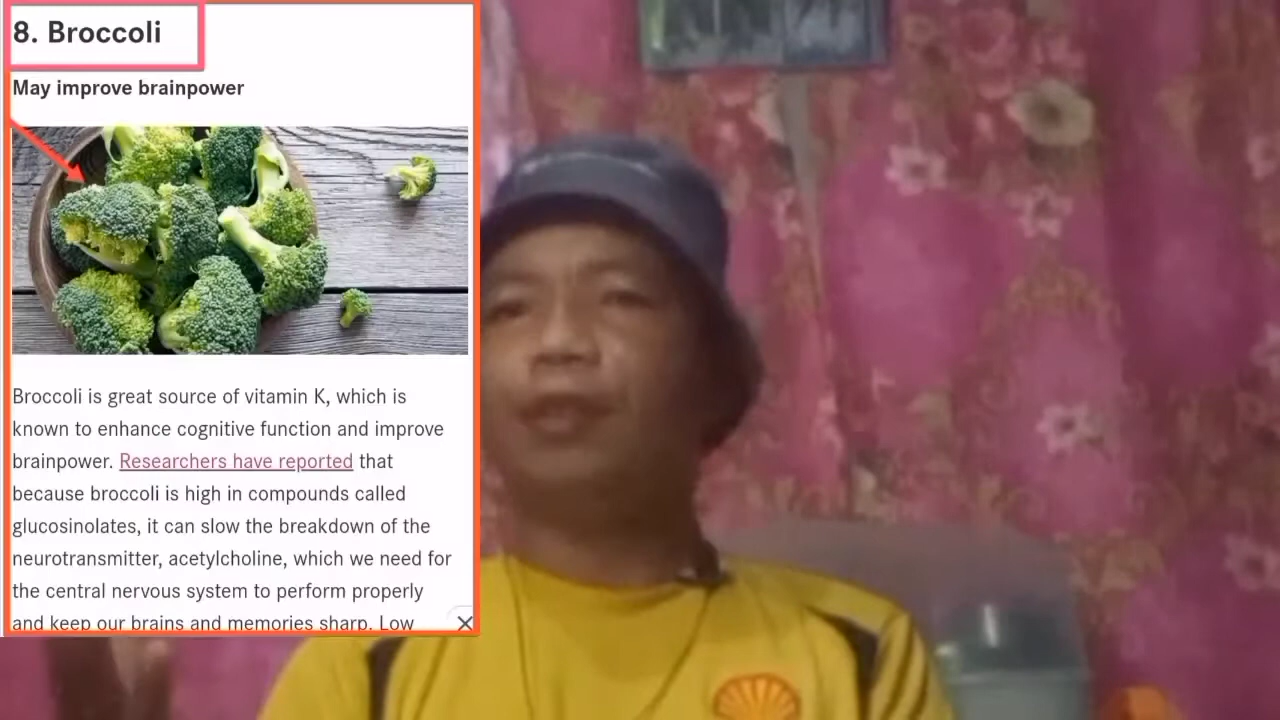 8. Broccoli
May improve brainpower
Broccoli is great source of vitamin K, which is
known to enhance cognitive function and improve
brainpower. Researchers have reported that
because broccoli is high in compounds called
glucosinolates, it can slow the breakdown of the
neurotransmitter, acetylcholine, which we need for
the central nervous system to perform properly
and keep our brains and memories sharp. Low